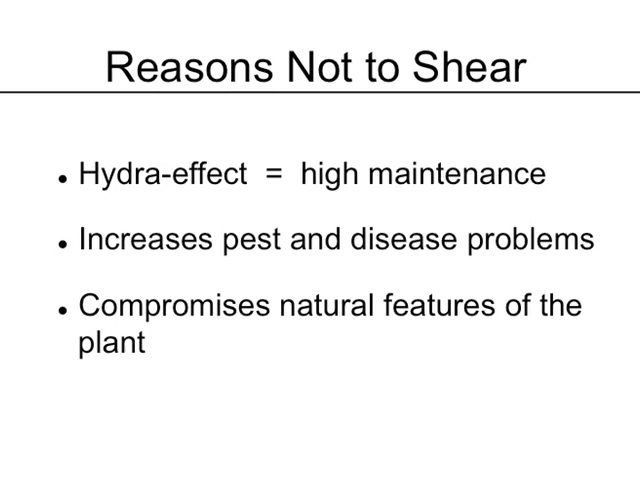 Reasons Not to Shear
• Hydra-effect = high maintenance
• Increases pest and disease problems
• Compromises natural features of the
plant